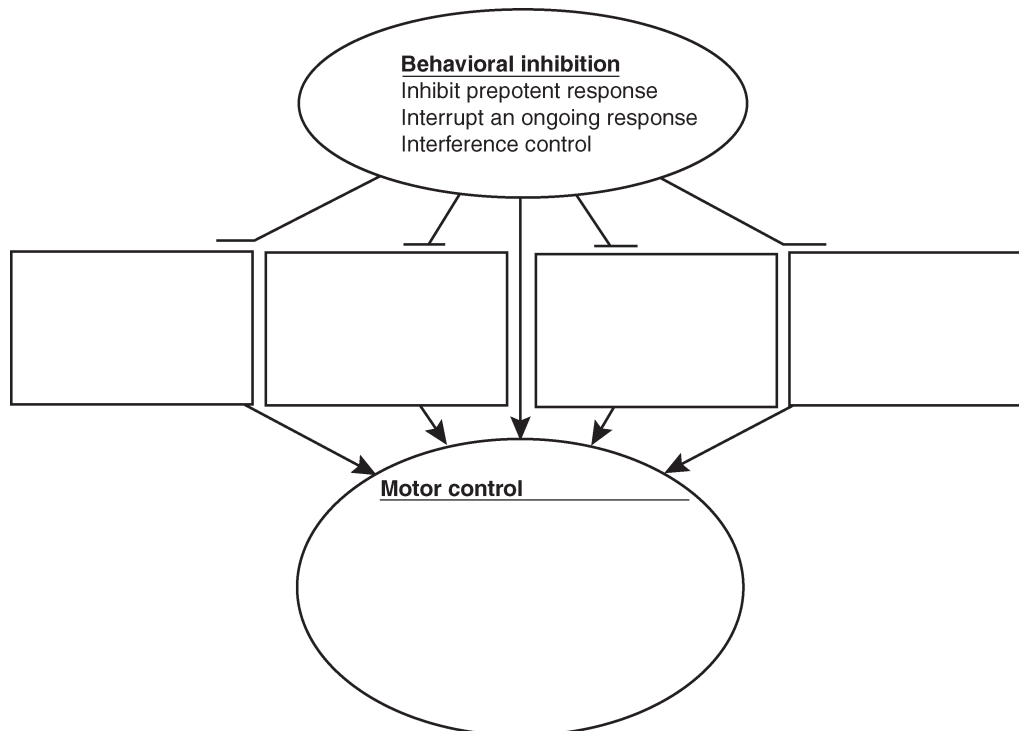 Behavioral inhibition
Inhibit prepotent response
Interrupt an ongoing response
Interference control
Motor control